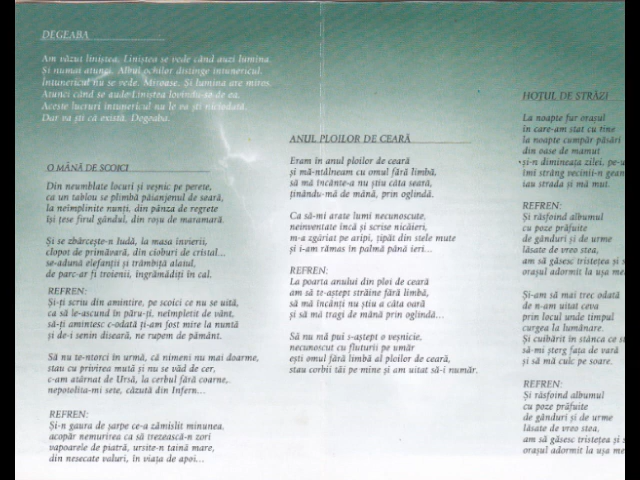 DEGEABA
Am văzut liniștea. Liniștea se vede când auzi lumina.
Și numai atunci. Albul ochilor distinge întunericul.
Întunericul nu se vede. Miroase. Și lumina are miros.
Atunci când se aude Liniștea lovindu-se de ea.
Aceste lucruri întunericul nu le va ști niciodată.
Dar va ști că există. Degeaba.
O MÂNĂ DE SCOICI
Din neumblate locuri și veșnic pe perete,
ca un tablou se plimbă păianjenul de seară,
la neîmplinite nunți, din pânza de regrete
își țese firul gândul, din roșu de maramură.
Și se zbârcește-n ludă, la masa învierii,
clopot de primăvară, din cioburi de cristal...
se-adună elefanții și trâmbiță alatul,
de parc-ar fi troienii, îngrămădiți în cal.
REFREN:
Și-ți scriu din amintire, pe scoici ce nu se uită,
ca să le-ascund în păru-ți, neîmpletit de vânt,
să-ți amintesc c-odată ți-am fost mire la nuntă
și de-i senin diseară, ne rupem de pământ.
Să nu te-ntorci în urmă, că nimeni nu mai doarme,
stau cu privirea mută și nu se văd de cer,
c-am atârnat de Ursă, la cerbul fără coarne,
nepotolita-mi sete, căzută din Infern...
REFREN:
Și-n gaura de șarpe ce-a zămislit minunea,
acopăr nemurirea ca să trezească-n zori
vapoarele de piatră, ursite-n taină mare,
din nesecate valuri, în viața de apoi...
ANUL PLOILOR DE CEARĂ
Eram în anul ploilor de ceară
și mă-ntâlneam cu omul fără limbă,
să mă încânte-a nu știu câta seară,
ținându-mă de mână, prin oglindă.
Ca să-mi arate lumi necunoscute,
neinventate încă și scrise nicăieri,
m-a zgâriat pe aripi, țipăt din stele mute
și i-am rămas în palmă până ieri...
REFREN:
La poarta anului din plei de ceară
am să te-aștept străine fără limbă,
să mă încânți nu știu a câta oară
și să mă tragi de mână prin oglindă...
Să nu mă pui s-aștept o veșnicie,
necunoscut cu fluturii pe umăr
ești omul fără limbă al ploilor de ceară,
stau corbii tăi pe mine și am uitat să-i număr.
HOȚUL DE STRĂZI
La noapte fur orașul
în care-am stat cu tine
la noapte cumpăr păsări
din oase de mamut
și-n dimineața zilei, pe-u
îmi strâng vecinii-n gean
iau strada și mă mut.
REFREN:
Și răsfoind albumul
cu poze prăfuite
de gânduri și de urme
lăsate de vreo stea,
am să găsesc tristețea și s
orașul adormit la ușa me
Și-am să mai trec odată
de n-am uitat ceva
prin locul unde timpul
curgea la lumânare.
Și cuibărit în stânca ce s
să-mi șterg fața de vară
și să mă culc pe soare.
REFREN:
Și răsfoind albumul
cu poze prăfuite
de gânduri și de urme
lăsate de vreo stea,
am să găsesc tristețea și s
orașul adormit la ușa me